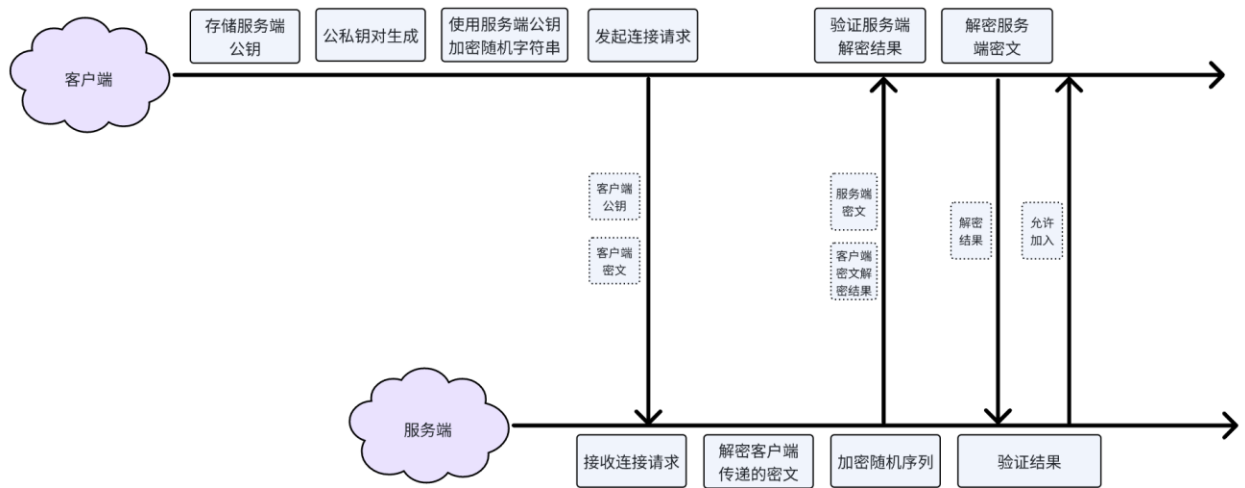 存储服务端
公钥
公私钥对生成
使用服务端公钥
加密随机字符串
发起连接请求
验证服务端
解密结果
解密服务
端密文
客户端
客户端
公钥
客户端
密文
服务端
密文
客户端
密文解
密结果
解密
结果
允许
加入
服务端
接收连接请求
解密客户端
传递的密文
加密随机序列
验证结果